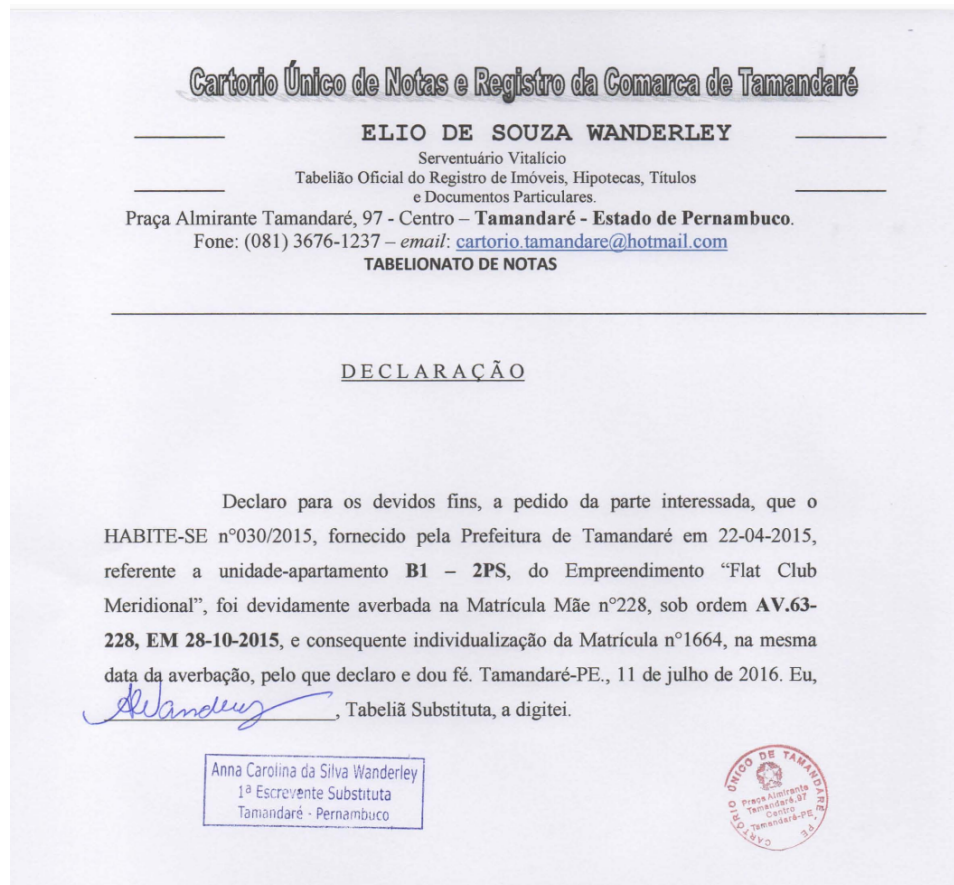 Cartorio Único de Notas e Registro da Comarca de Tamandaré
ELIO DE SOUZA WANDERLEY
Serventuário Vitalício
Tabelião Oficial do Registro de Imóveis, Hipotecas, Titulos
e Documentos Particulares.
Praça Almirante Tamandaré, 97 - Centro – Tamandaré - Estado de Pernambuco.
Fone: (081) 3676-1237 – email: cartorio.tamandare@hotmail.com
TABELIONATO DE NOTAS
DECLARAÇÃO
Declaro para os devidos fins, a pedido da parte interessada, que o
HABITE-SE n°030/2015, fornecido pela Prefeitura de Tamandaré em 22-04-2015,
referente a unidade-apartamento B1 – 2PS, do Empreendimento “Flat Club
Meridional”, foi devidamente averbada na Matrícula Mãe n°228, sob ordem AV.63-
228, EM 28-10-2015, e consequente individualização da Matrícula n°1664, na mesma
data da averbação, pelo que declaro e dou fé. Tamandaré-PE., 11 de julho de 2016. Eu,
AWanderley, Tabeliã Substituta, a digitei.
Anna Carolina da Silva Wanderley
1ª Escrevente Substituta
Tamandaré - Pernambuco
CARTÓRIO ÚNICO DE TAMANDARÉ - PE
Praça Almirante
Tamandaré,97
Centro
Tamandaré-PE